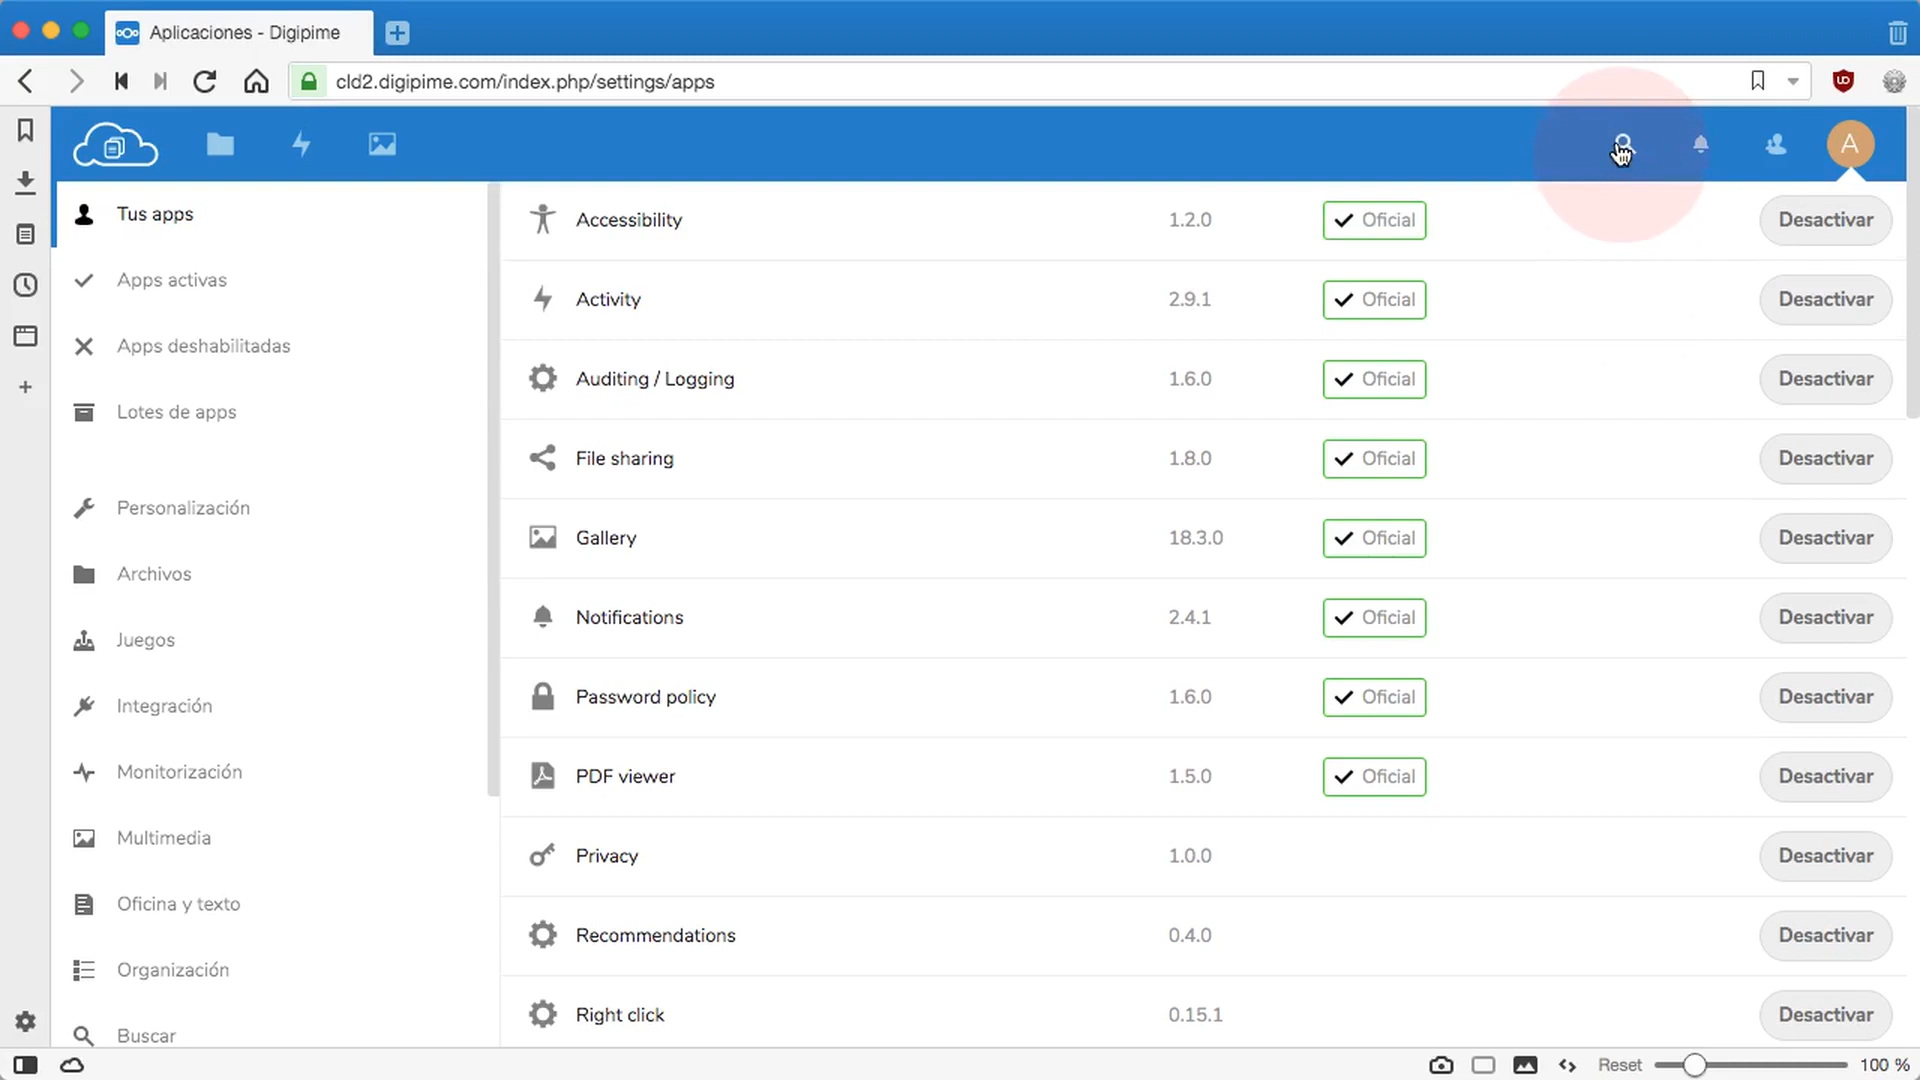 Aplicaciones - Digipime
cld2.digipime.com/index.php/settings/apps
A
Tus apps
Apps activas
Apps deshabilitadas
Lotes de apps
Personalización
Archivos
Juegos
Integración
Monitorización
Multimedia
Oficina y texto
Organización
Buscar
Accessibility 1.2.0 Oficial Desactivar
Activity 2.9.1 Oficial Desactivar
Auditing / Logging 1.6.0 Oficial Desactivar
File sharing 1.8.0 Oficial Desactivar
Gallery 18.3.0 Oficial Desactivar
Notifications 2.4.1 Oficial Desactivar
Password policy 1.6.0 Oficial Desactivar
PDF viewer 1.5.0 Oficial Desactivar
Privacy 1.0.0 Desactivar
Recommendations 0.4.0 Desactivar
Right click 0.15.1 Desactivar
Reset 100 %